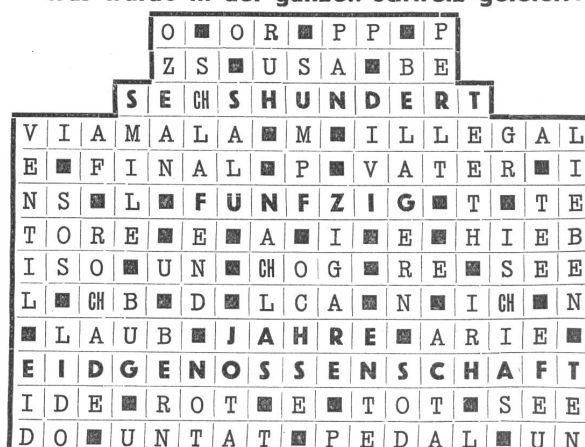 wurde in der ganzen Schweiz gefeiert
O ■ O R ■ P P ■ P
Z S ■ U S A ■ B E
S E CH S H U N D E R T
V I A M A L A ■ M ■ I L L E G A L
E ■ F I N A L ■ P ■ V A T E R ■ I
N S ■ L ■ F Ü N F Z I G ■ T ■ T E
T O R E ■ E ■ A ■ I ■ E ■ H I E B
I S O ■ U N ■ CH O G ■ R E ■ S E E
L ■ CH B ■ D ■ L C A ■ N ■ I CH ■ N
■ L A U B ■ J A H R E ■ A R I E ■
E I D G E N O S S E N S C H A F T
I D E ■ R O T ■ E ■ T O T ■ S E E
D O ■ U N T A T ■ P E D A L ■ U N